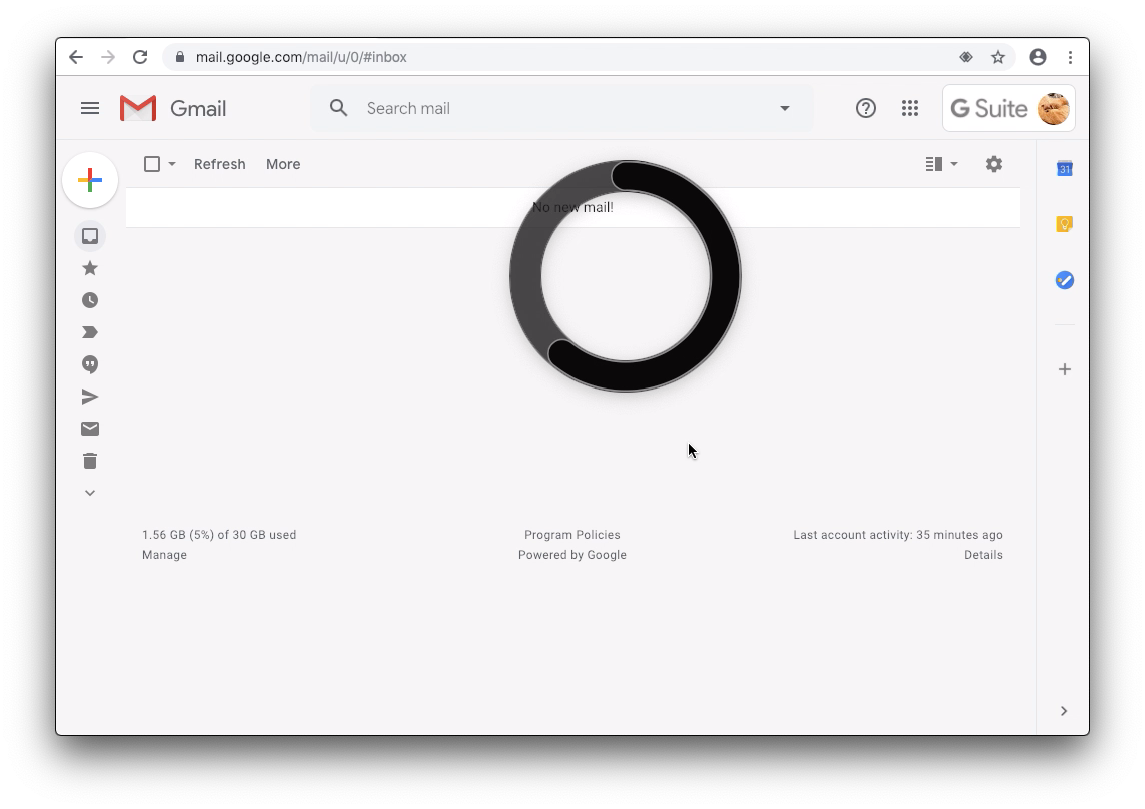 mail.google.com/mail/u/0/#inbox
Gmail
Search mail
G Suite
Refresh
More
31
No new mail!
1.56 GB (5%) of 30 GB used
Manage
Program Policies
Powered by Google
Last account activity: 35 minutes ago
Details